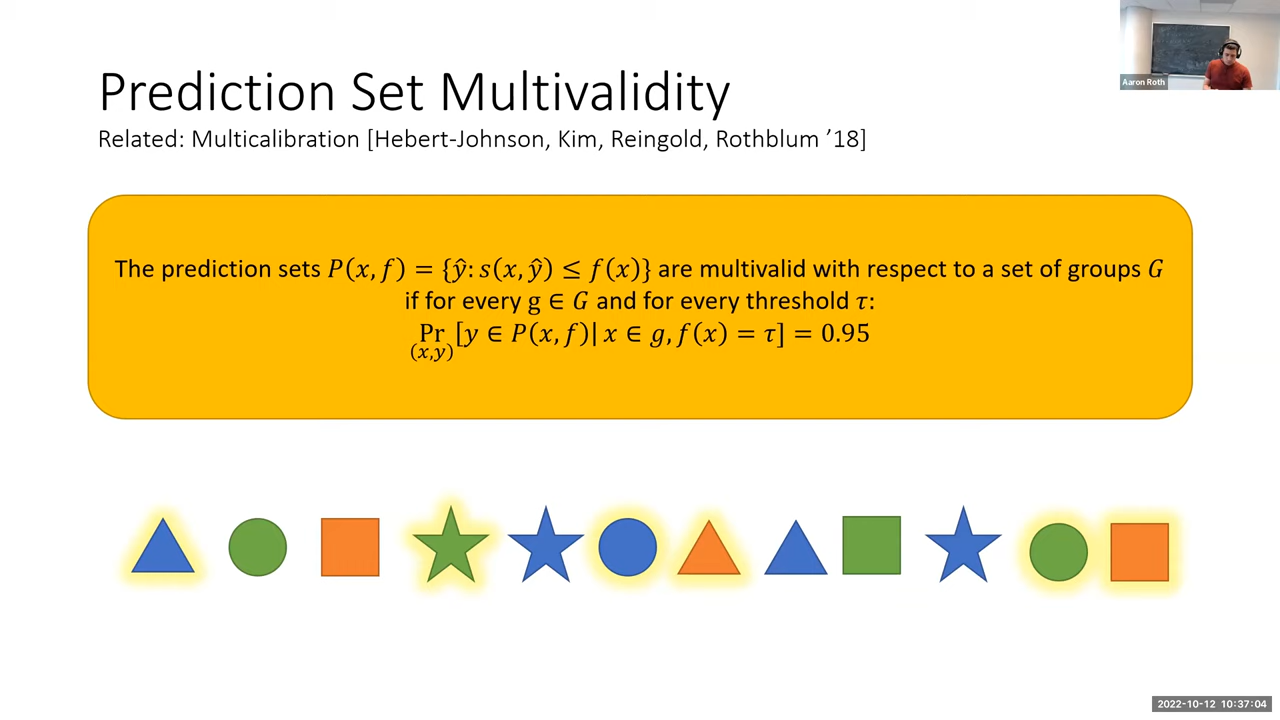 Prediction Set Multivalidity
Related: Multicalibration [Hebert-Johnson, Kim, Reingold, Rothblum ’18]
Aaron Roth
The prediction sets P(x, f) = {ŷ: s(x, ŷ) ≤ f(x)} are multivalid with respect to a set of groups G
if for every g ∈ G and for every threshold τ:
Pr [y ∈ P(x, f)| x ∈ g, f(x) = τ] = 0.95
(x,y)
2022-10-12 10:37:04